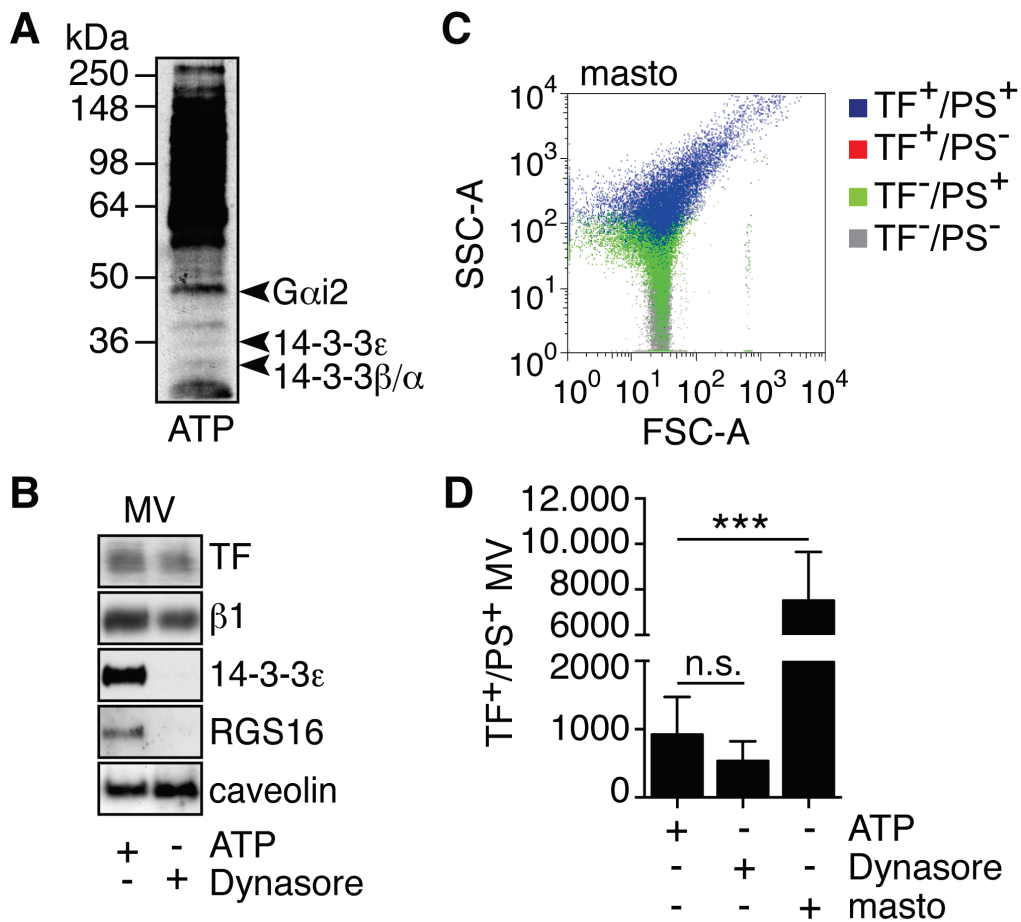 A
kDa
250
148
98
64
50
36
Gαi2
14-3-3ε
14-3-3β/α
ATP
B
MV
TF
β1
14-3-3ε
RGS16
caveolin
+ - ATP
- + Dynasore
C
masto
10⁴
10³
10²
10¹
10⁰
SSC-A
10⁰ 10¹ 10² 10³ 10⁴
FSC-A
TF⁺/PS⁺
TF⁺/PS⁻
TF⁻/PS⁺
TF⁻/PS⁻
D
TF⁺/PS⁺ MV
12.000
10.000
8000
6000
2000
1000
0
***
n.s.
+ - - ATP
- + - Dynasore
- - + masto